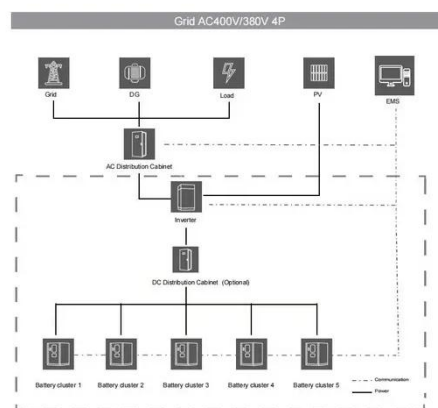 Grid AC400V/380V 4P
Grid
DG
Load
PV
EMS
AC Distribution Cabinet
Inverter
DC Distribution Cabinet (Optional)
Battery cluster 1
Battery cluster 2
Battery cluster 3
Battery cluster 4
Battery cluster 5
Communication
Power